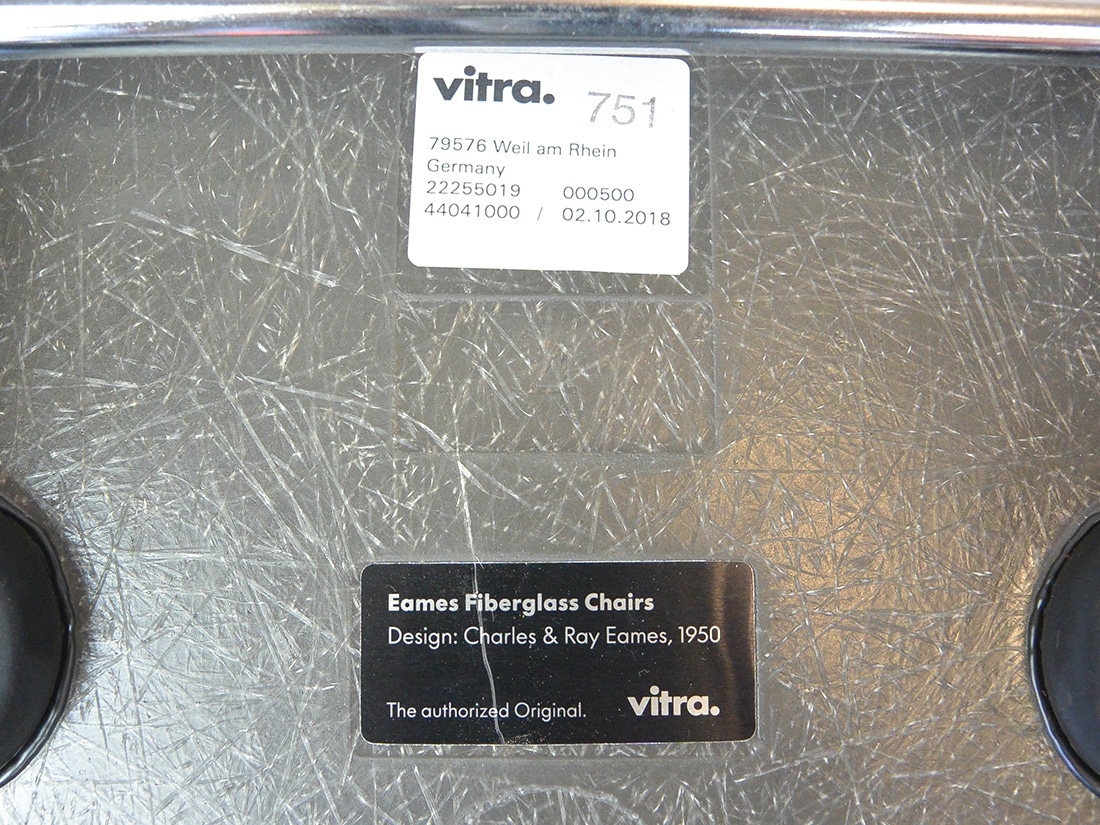 vitra. 751
79576 Weil am Rhein
Germany
22255019 000500
44041000 / 02.10.2018
Eames Fiberglass Chairs
Design: Charles & Ray Eames, 1950
The authorized Original. vitra.